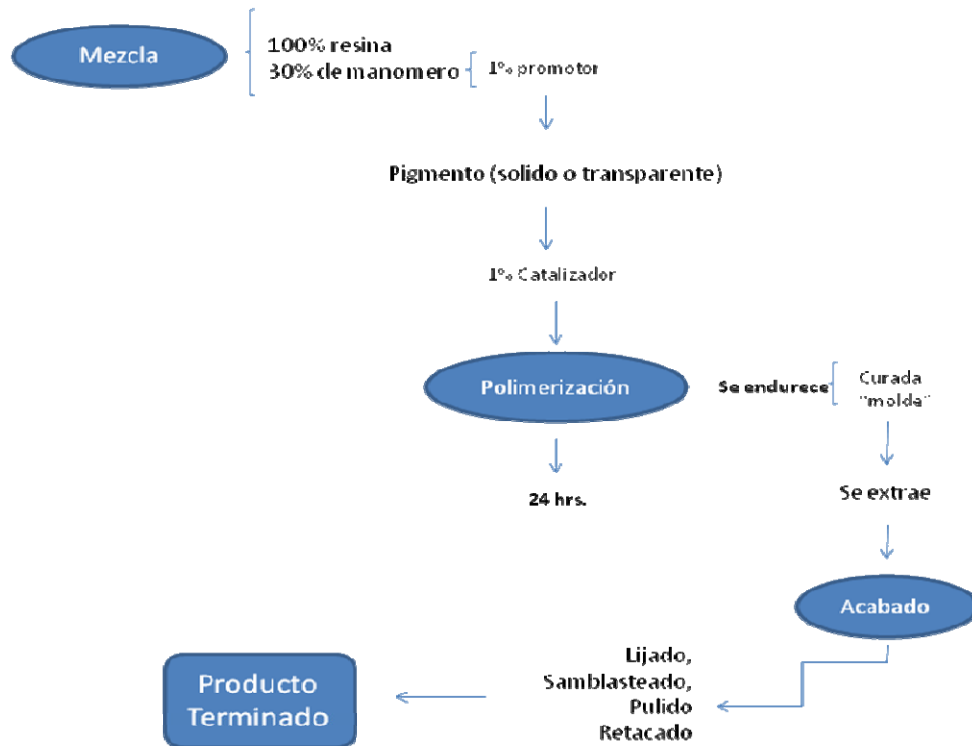 Mezcla
100% resina
30% de manomero
1% promotor
Pigmento (solido o transparente)
1% Catalizador
Polimerización
Se endurece
Curada
"molda"
24 hrs.
Se extrae
Acabado
Lijado,
Samblasteado,
Pulido
Retacado
Producto
Terminado